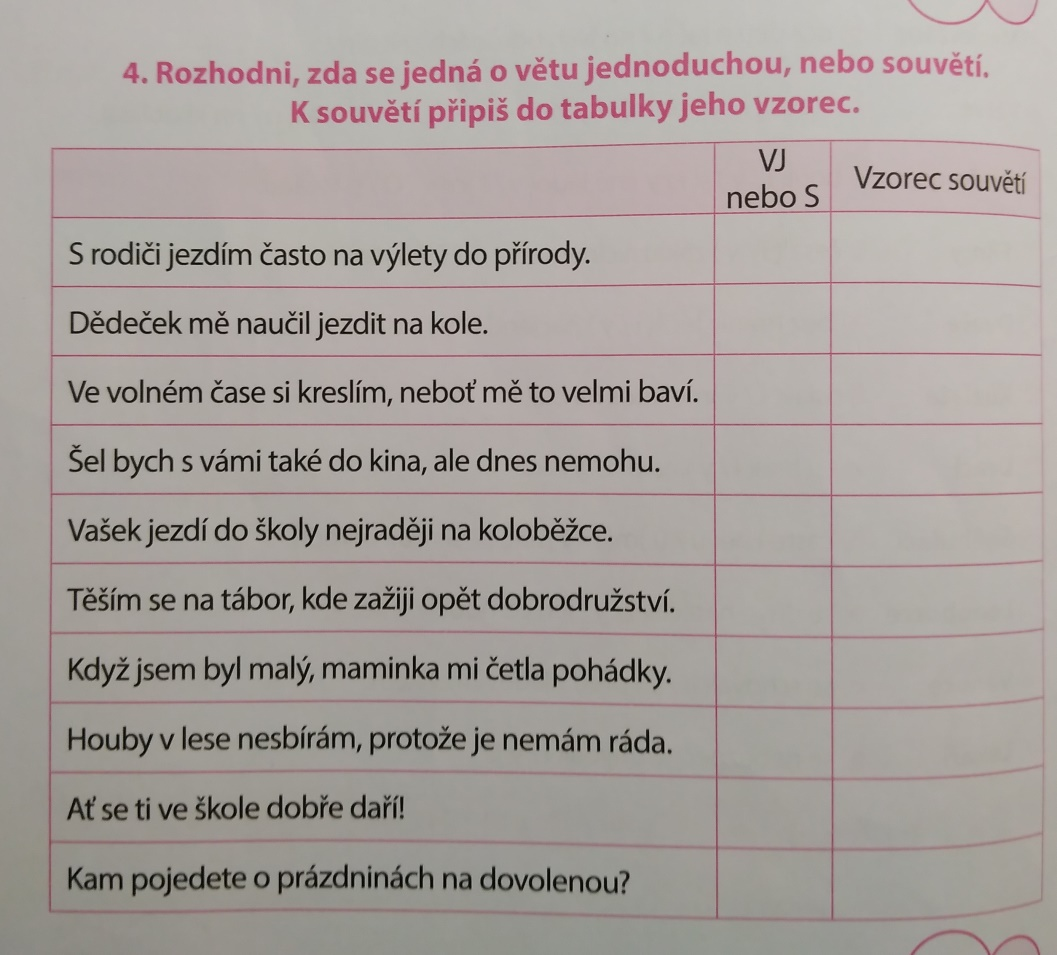 4. Rozhodni, zda se jedná o větu jednoduchou, nebo souvětí.
K souvětí připiš do tabulky jeho vzorec.
VJ
nebo S
Vzorec souvětí
S rodiči jezdím často na výlety do přírody.
Dědeček mě naučil jezdit na kole.
Ve volném čase si kreslím, neboť mě to velmi baví.
Šel bych s vámi také do kina, ale dnes nemohu.
Vašek jezdí do školy nejraději na koloběžce.
Těším se na tábor, kde zažiji opět dobrodružství.
Když jsem byl malý, maminka mi četla pohádky.
Houby v lese nesbírám, protože je nemám ráda.
Ať se ti ve škole dobře daří!
Kam pojedete o prázdninách na dovolenou?